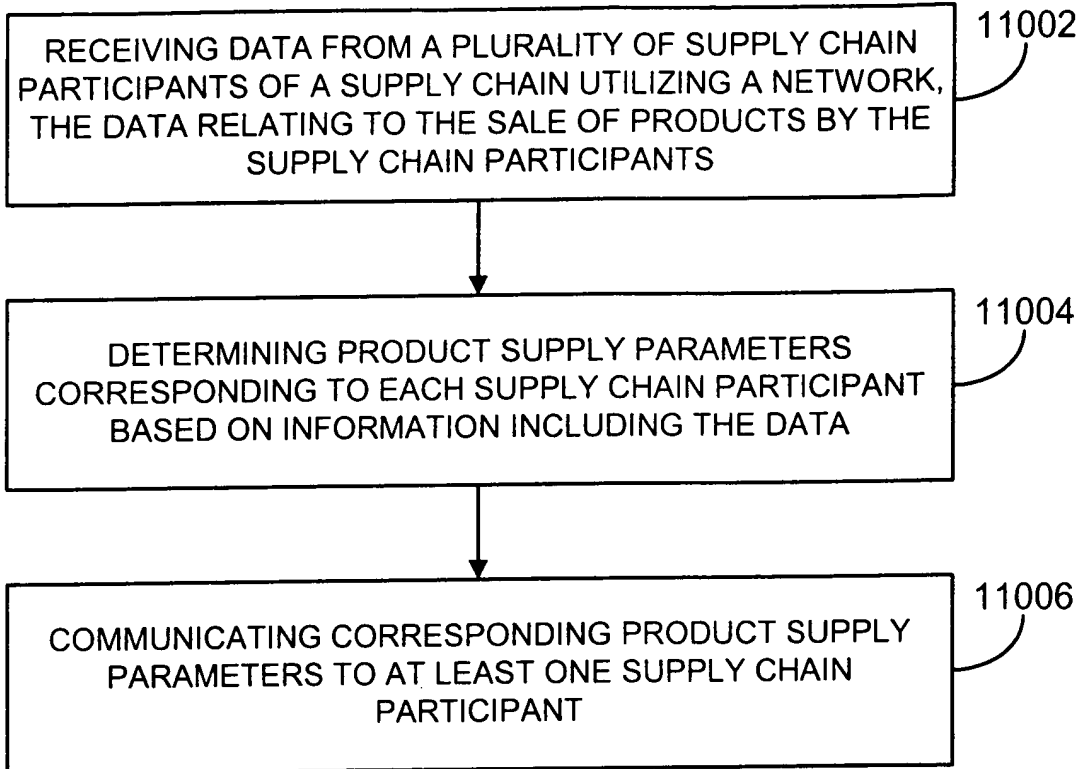 RECEIVING DATA FROM A PLURALITY OF SUPPLY CHAIN
PARTICIPANTS OF A SUPPLY CHAIN UTILIZING A NETWORK,
THE DATA RELATING TO THE SALE OF PRODUCTS BY THE
SUPPLY CHAIN PARTICIPANTS
11002
DETERMINING PRODUCT SUPPLY PARAMETERS
CORRESPONDING TO EACH SUPPLY CHAIN PARTICIPANT
BASED ON INFORMATION INCLUDING THE DATA
11004
COMMUNICATING CORRESPONDING PRODUCT SUPPLY
PARAMETERS TO AT LEAST ONE SUPPLY CHAIN
PARTICIPANT
11006